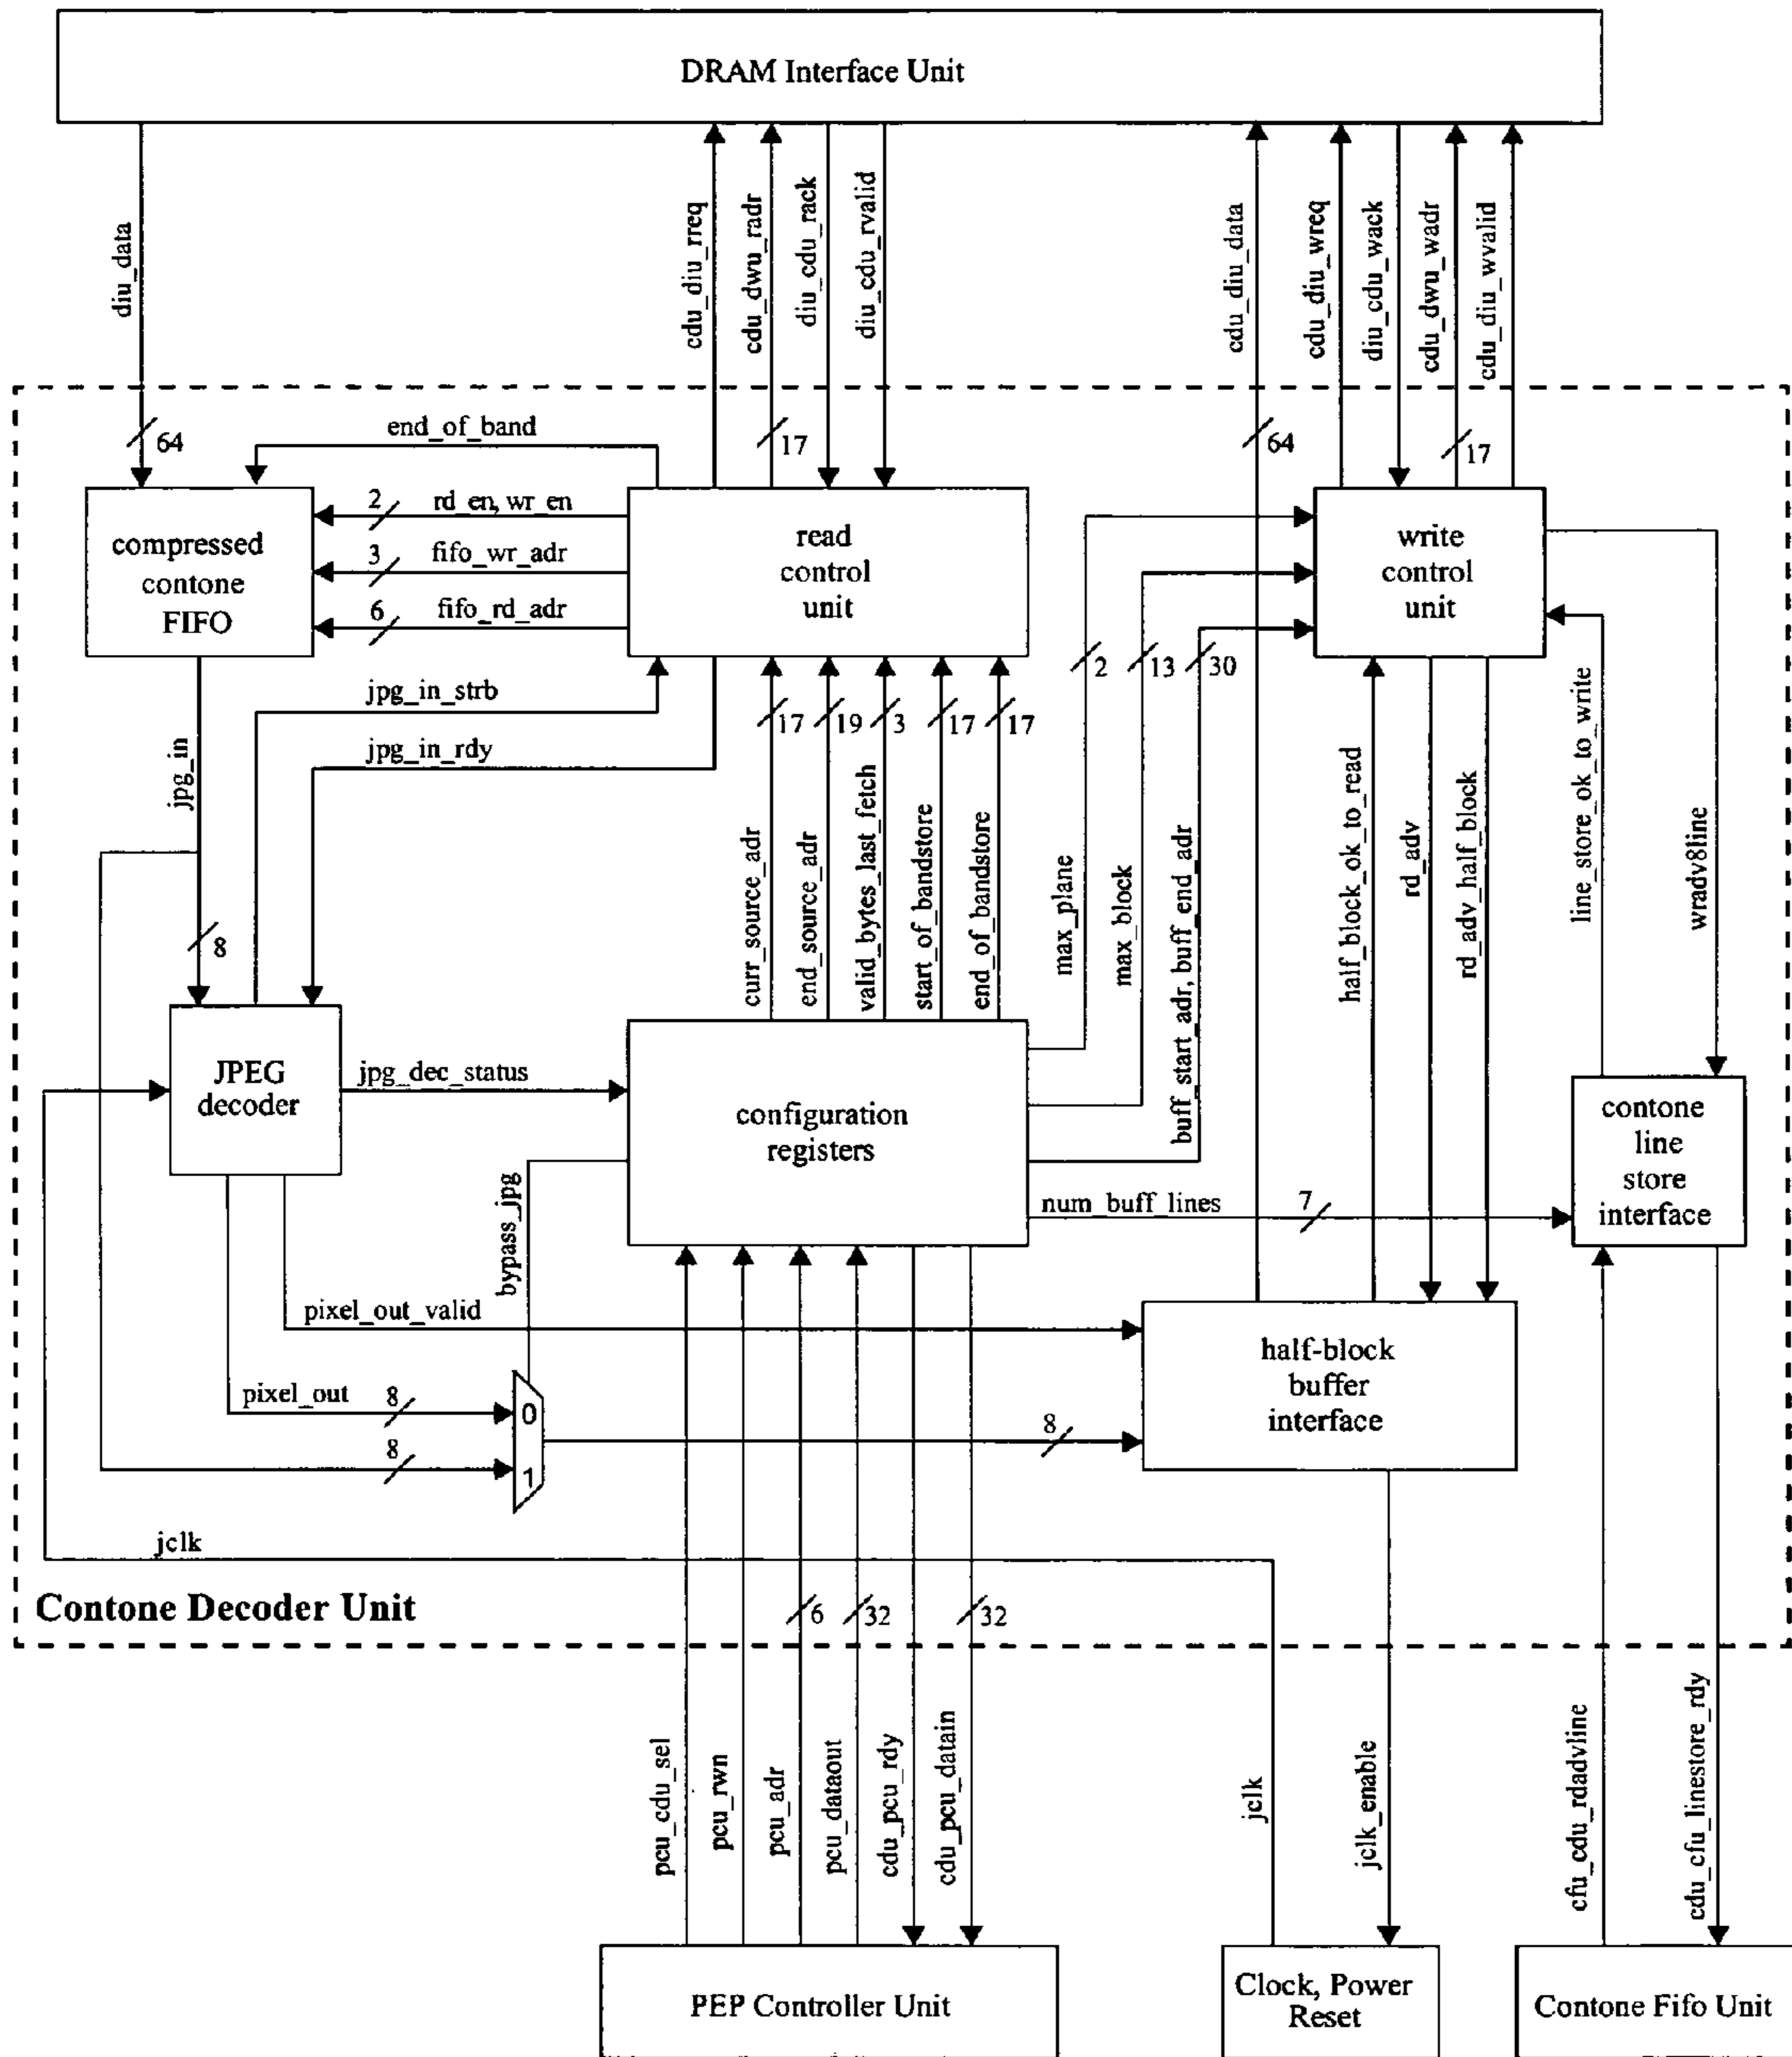 DRAM Interface Unit
diu_data
cdu_diu_rreq
cdu_dwu_radr
diu_cdu_rack
diu_cdu_rvalid
cdu_diu_data
cdu_diu_wreq
diu_cdu_wack
cdu_dwu_wadr
cdu_diu_wvalid
64
end_of_band
17
64
17
compressed
contone
FIFO
2
rd_en, wr_en
3
fifo_wr_adr
6
fifo_rd_adr
read
control
unit
write
control
unit
jpg_in
jpg_in_strb
jpg_in_rdy
17
19
3
17
17
2
13
30
8
curr_source_adr
end_source_adr
valid_bytes_last_fetch
start_of_bandstore
end_of_bandstore
max_plane
max_block
buff_start_adr, buff_end_adr
half_block_ok_to_read
rd_adv
rd_adv_half_block
line_store_ok_to_write
wradv8line
JPEG
decoder
jpg_dec_status
configuration
registers
contone
line
store
interface
bypass_jpg
num_buff_lines
7
pixel_out_valid
half-block
buffer
interface
pixel_out
8
0
8
8
1
jclk
Contone Decoder Unit
6
32
32
pcu_cdu_sel
pcu_rwn
pcu_adr
pcu_dataout
cdu_pcu_rdy
cdu_pcu_datain
jclk
jclk_enable
cfu_cdu_rdadvline
cdu_cfu_linestore_rdy
PEP Controller Unit
Clock, Power
Reset
Contone Fifo Unit